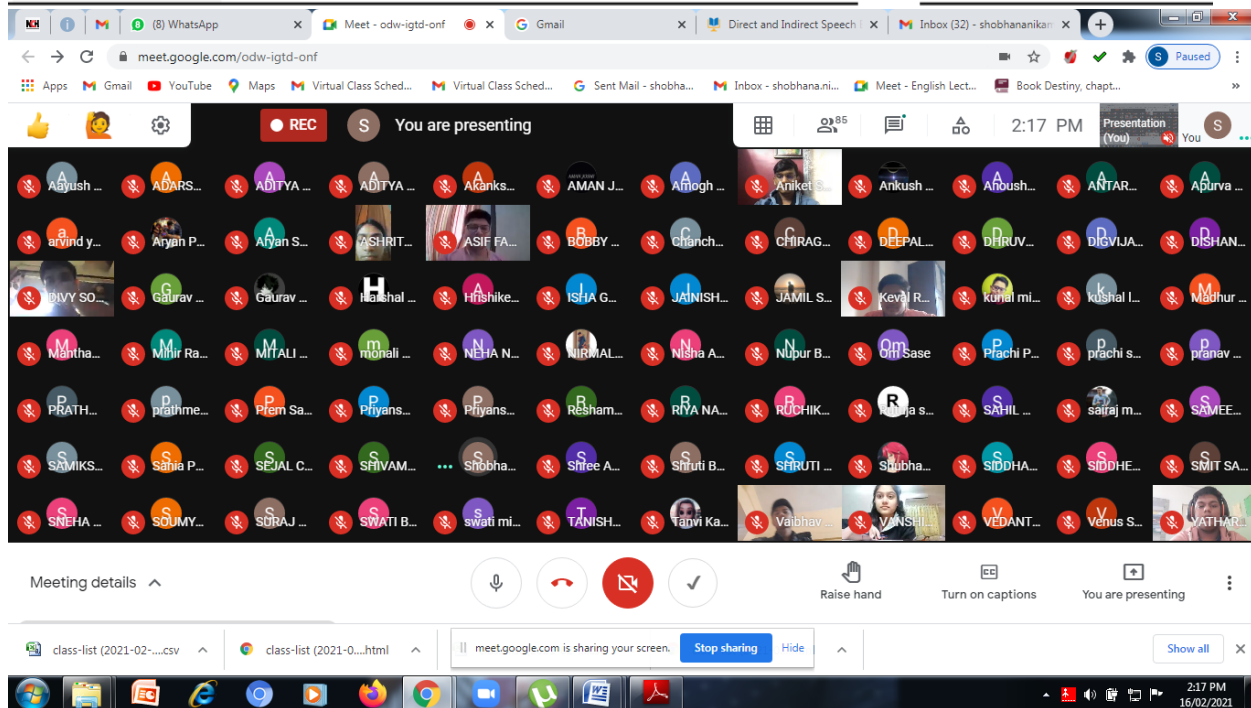 (8) WhatsApp Meet - odw-igtd-onf Gmail Direct and Indirect Speech Inbox (32) - shobhananikan
meet.google.com/odw-igtd-onf S Paused
Apps Gmail YouTube Maps Virtual Class Sched... Virtual Class Sched... Sent Mail - shobha... Inbox - shobhana.ni... Meet - English Lect... Book Destiny, chapt... »
REC S You are presenting 85 2:17 PM Presentation (You) You S
Aayush ... ADARS... ADITYA ... ADITYA ... Akanks... AMAN J... Amogh ... Aniket S... Ankush ... Anoush... ANTAR... Apurva ...
arvind y... Aryan P... Aryan S... ASHRIT... ASIF FA... BOBBY ... Chanch... CHIRAG... DEEPAL... DHRUV... DIGVIJA... DISHAN...
DIVY SO... Gaurav ... Gaurav ... Harshal ... Hrishike... ISHA G... JAINISH... JAMIL S... Keval R... kunal mi... kushal l... Madhur ...
Mantha... Mihir Ra... MITALI ... monali ... NEHA N... NIRMAL... Nisha A... Nupur B... Om Sase Prachi P... prachi s... pranav ...
PRATH... prathme... Prem Sa... Priyans... Priyans... Resham... RIYA NA... RUCHIK... SAHIL ... sairaj m... SAMEE...
SAMIKS... Sania P... SEJAL C... SHIVAM... Shobha... Shree A... Shruti B... SHRUTI ... Shubha... SIDDHA... SIDDHE... SMIT SA...
SNEHA ... SOUMY... SURAJ ... SWATI B... swati mi... TANISH... Tanvi Ka... Vaibhav ... VANSHI... VEDANT... Venus S... YATHAR...
Meeting details Raise hand Turn on captions You are presenting
class-list (2021-02-....csv class-list (2021-0....html meet.google.com is sharing your screen. Stop sharing Hide Show all
2:17 PM
16/02/2021